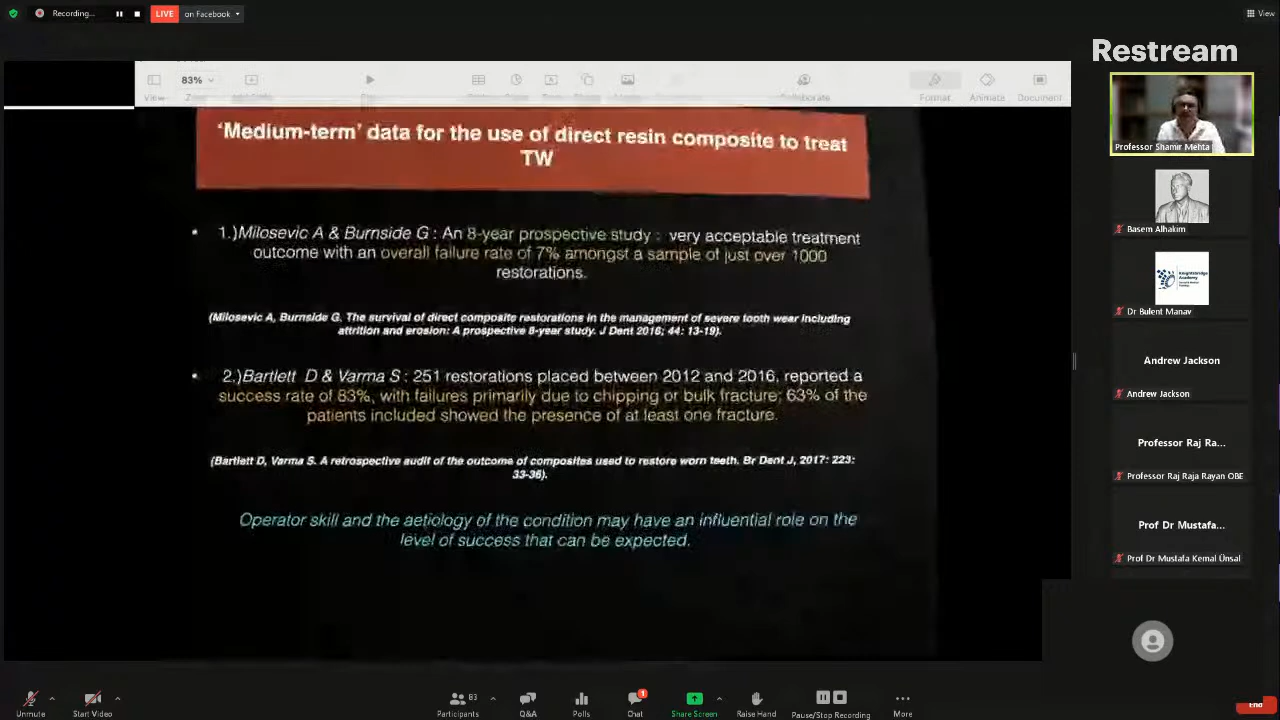 Recording...
LIVE
on Facebook
View
Restream
83%
View
Collaborate
Format
Animate
Document
'Medium-term' data for the use of direct resin composite to treat
TW
• 1.)Milosevic A & Burnside G : An 8-year prospective study : very acceptable treatment
outcome with an overall failure rate of 7% amongst a sample of just over 1000
restorations.
(Milosevic A, Burnside G. The survival of direct composite restorations in the management of severe tooth wear including
attrition and erosion: A prospective 8-year study. J Dent 2016; 44: 13-19).
• 2.)Bartlett D & Varma S : 251 restorations placed between 2012 and 2016, reported a
success rate of 83%, with failures primarily due to chipping or bulk fracture; 63% of the
patients included showed the presence of at least one fracture.
(Bartlett D, Varma S. A retrospective audit of the outcome of composites used to restore worn teeth. Br Dent J, 2017: 223:
33-36).
Operator skill and the aetiology of the condition may have an influential role on the
level of success that can be expected.
Professor Shamir Mehta
Basem Alhakim
Knightsbridge
Academy
Dr Bulent Manav
Andrew Jackson
Andrew Jackson
Professor Raj Ra...
Professor Raj Raja Rayan OBE
Prof Dr Mustafa...
Prof Dr Mustafa Kemal Ünsal
Unmute
Start Video
83
Participants
Q&A
Polls
1
Chat
Share Screen
Raise Hand
Pause/Stop Recording
More
End